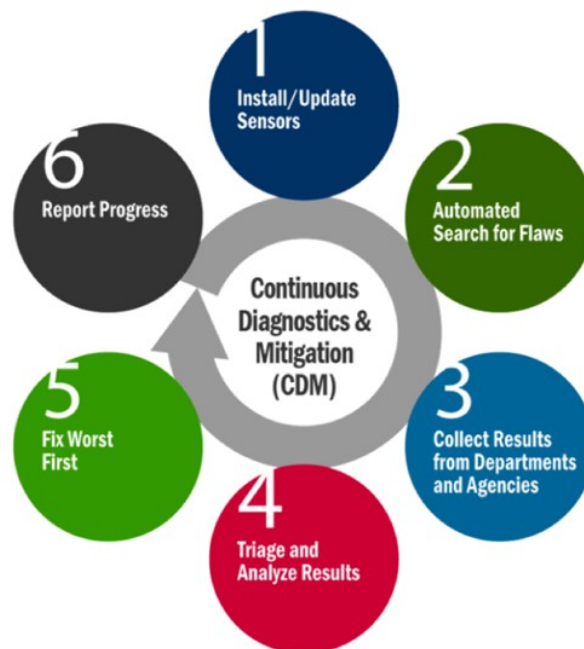 1
Install/Update
Sensors
2
Automated
Search for Flaws
3
Collect Results
from Departments
and Agencies
4
Triage and
Analyze Results
5
Fix Worst
First
6
Report Progress
Continuous
Diagnostics &
Mitigation
(CDM)